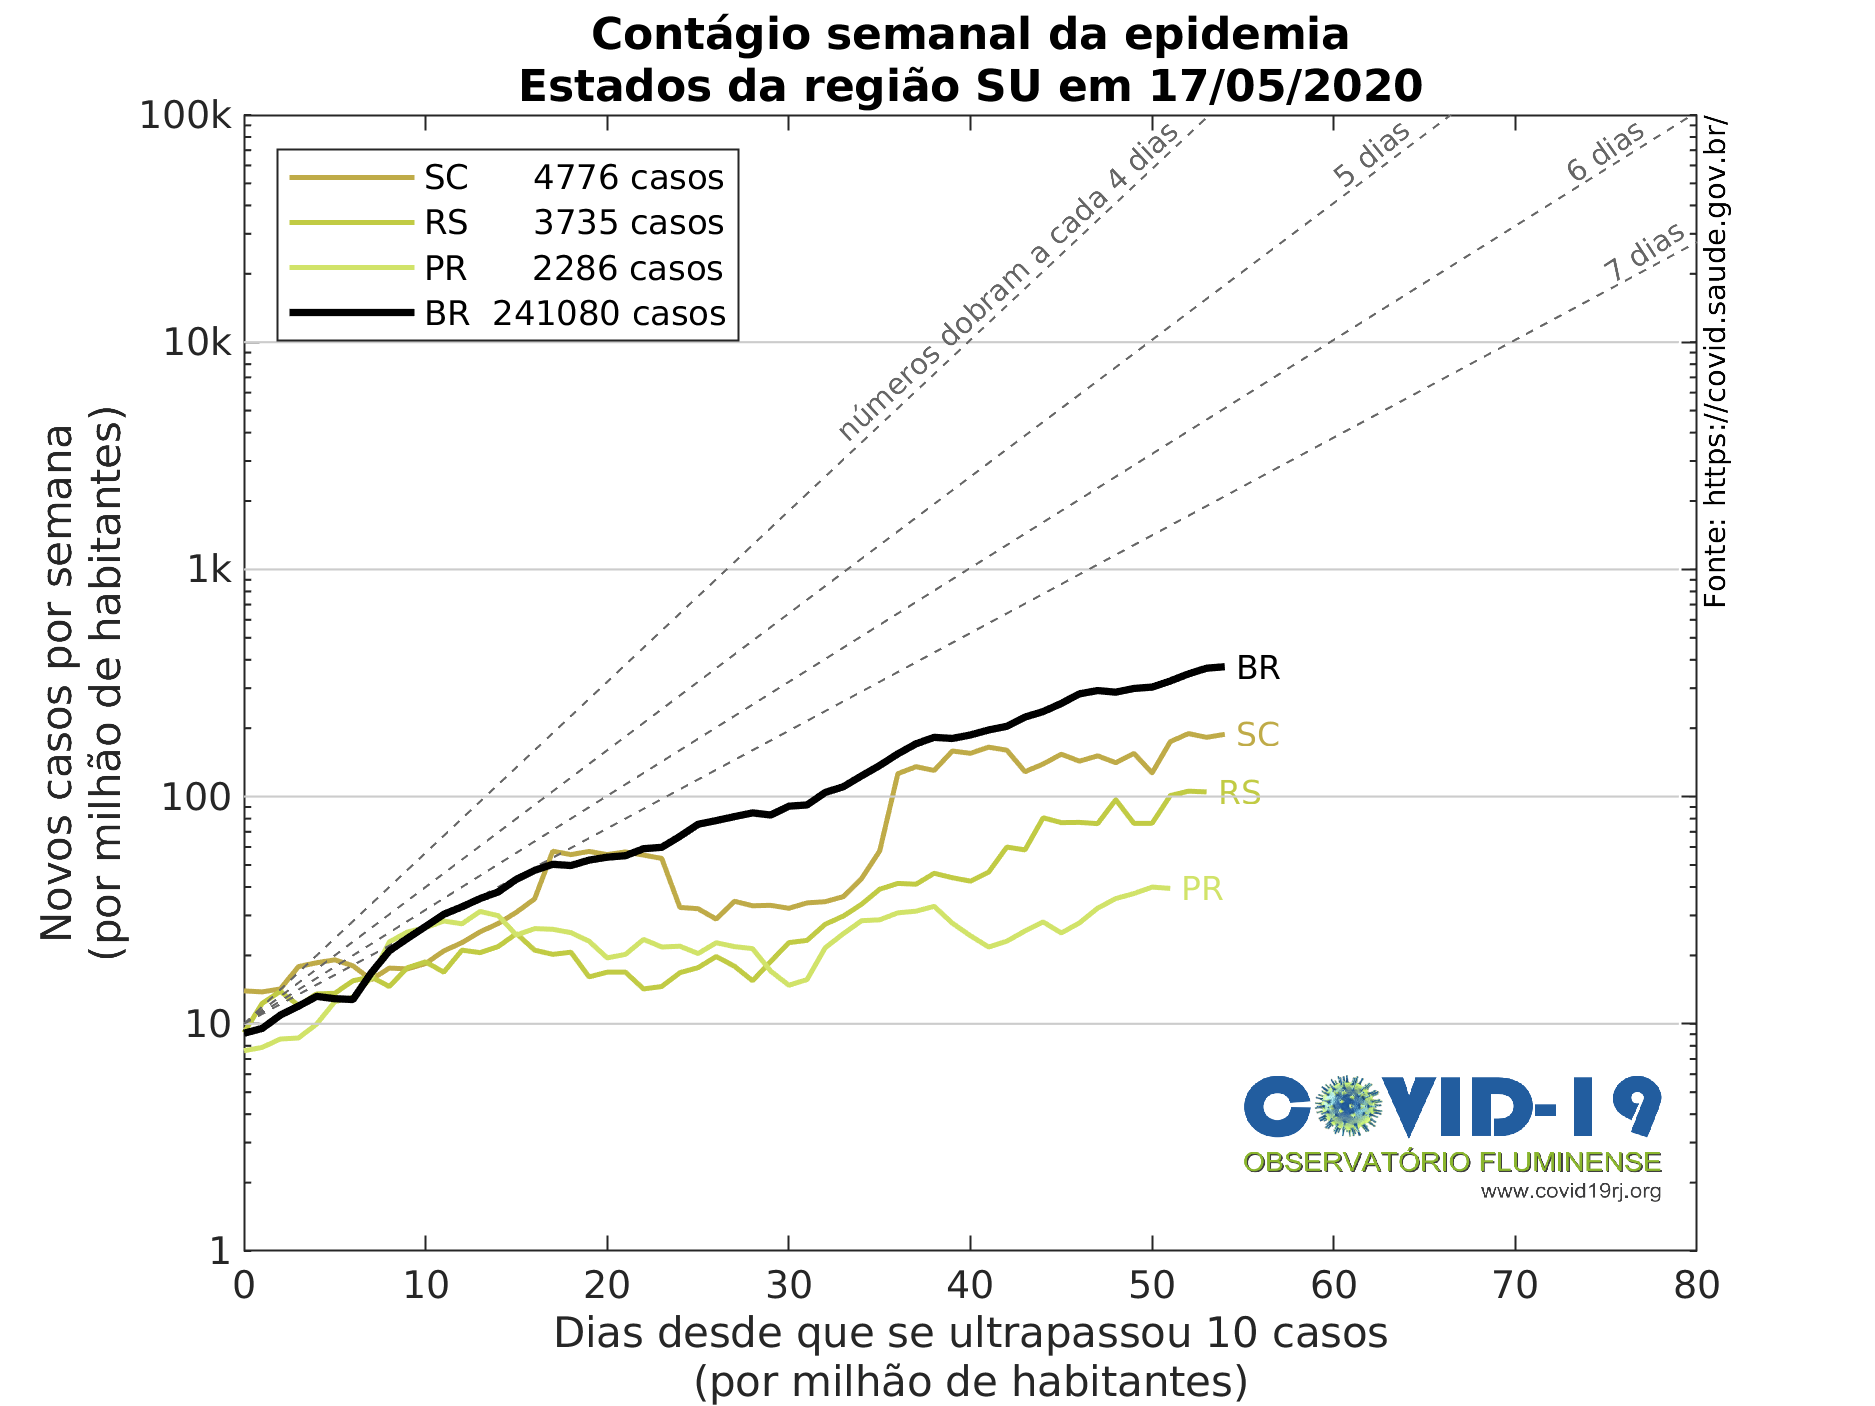 Contágio semanal da epidemia
Estados da região SU em 17/05/2020
100k
10k
1k
100
10
1
Novos casos por semana
(por milhão de habitantes)
SC 4776 casos
RS 3735 casos
PR 2286 casos
BR 241080 casos
números dobram a cada 4 dias
5 dias
6 dias
7 dias
Fonte: https://covid.saude.gov.br/
BR
SC
RS
PR
COVID-19
OBSERVATÓRIO FLUMINENSE
www.covid19rj.org
0 10 20 30 40 50 60 70 80
Dias desde que se ultrapassou 10 casos
(por milhão de habitantes)